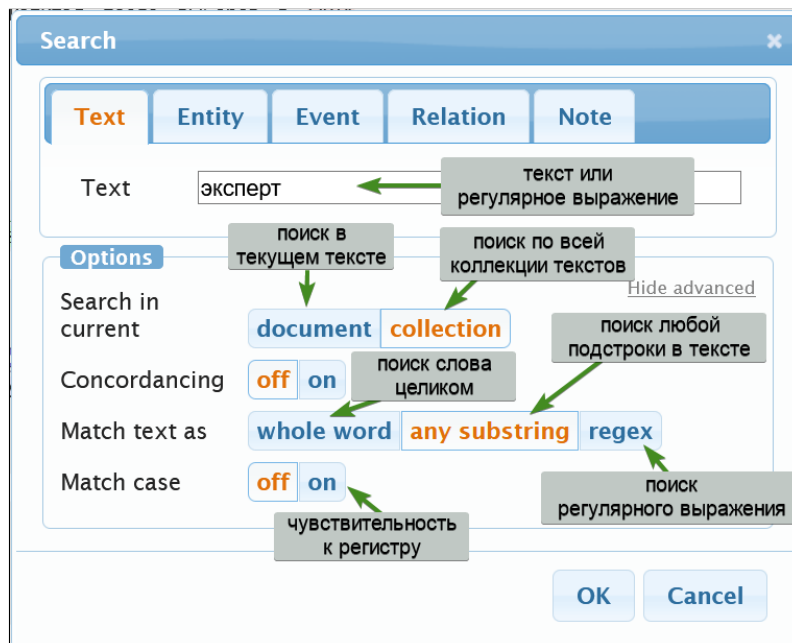 Search
Text Entity Event Relation Note
Text эксперт
текст или
регулярное выражение
поиск в
текущем тексте
поиск по всей
коллекции текстов
Options
Hide advanced
Search in
current
document collection
поиск любой
подстроки в тексте
Concordancing off on
поиск слова
целиком
Match text as whole word any substring regex
Match case off on
поиск
регулярного выражения
чувствительность
к регистру
OK Cancel